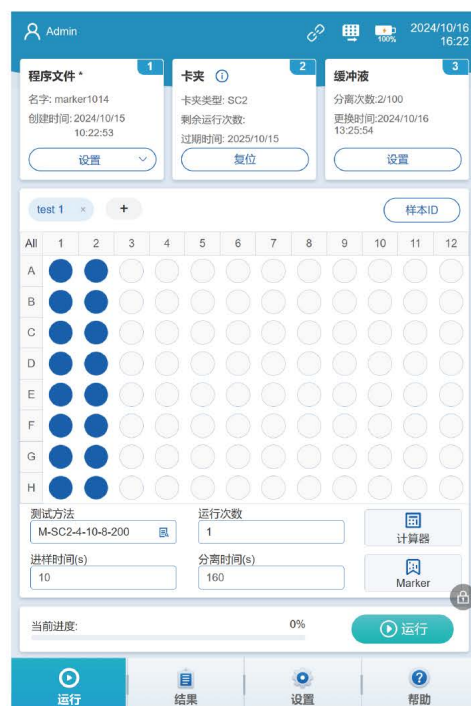 Admin
100%
2024/10/16
16:22
程序文件 *
1
名字: marker1014
创建时间: 2024/10/15
10:22:53
设置
卡夹
2
卡夹类型: SC2
剩余运行次数:
过期时间: 2025/10/15
复位
缓冲液
3
分离次数:2/100
更换时间:2024/10/16
13:25:54
设置
test 1 ×
+
样本ID
All 1 2 3 4 5 6 7 8 9 10 11 12
A
B
C
D
E
F
G
H
测试方法
M-SC2-4-10-8-200
运行次数
1
计算器
进样时间(s)
10
分离时间(s)
160
Marker
当前进度:
0%
运行
运行
结果
设置
帮助